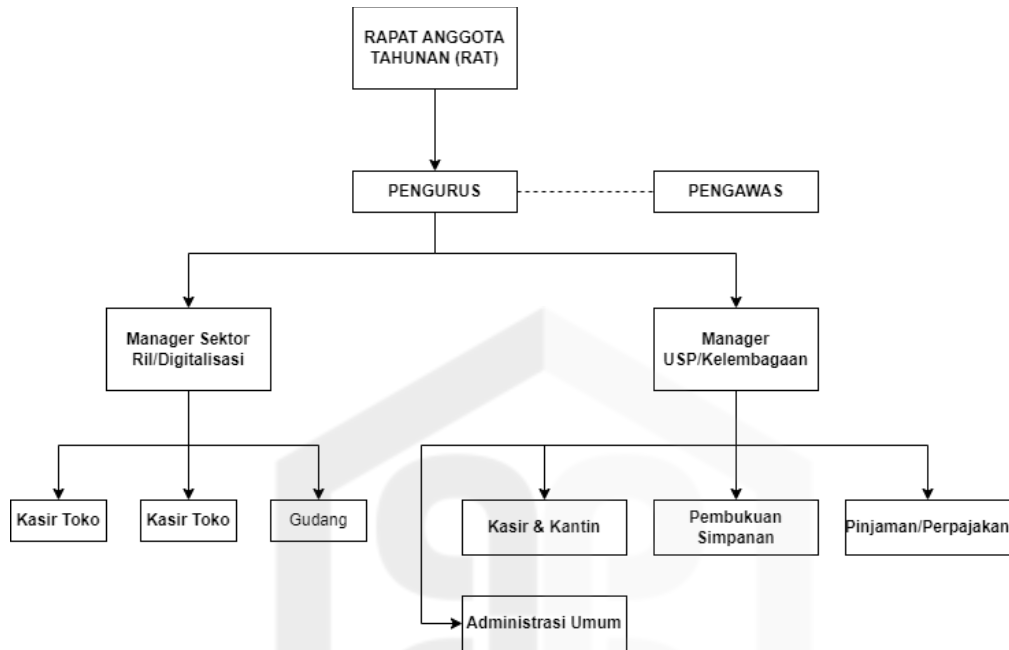 RAPAT ANGGOTA
TAHUNAN (RAT)
PENGURUS
PENGAWAS
Manager Sektor
Ril/Digitalisasi
Manager
USP/Kelembagaan
Kasir Toko
Kasir Toko
Gudang
Kasir & Kantin
Pembukuan
Simpanan
Pinjaman/Perpajakan
Administrasi Umum